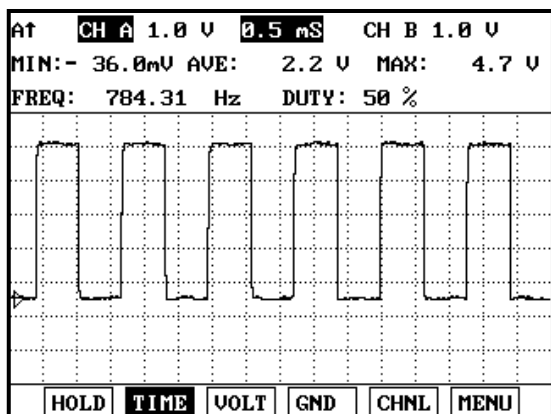 A↑ CH A 1.0 V 0.5 mS CH B 1.0 V
MIN:- 36.0mV AVE: 2.2 V MAX: 4.7 V
FREQ: 784.31 Hz DUTY: 50 %
HOLD TIME VOLT GND CHNL MENU